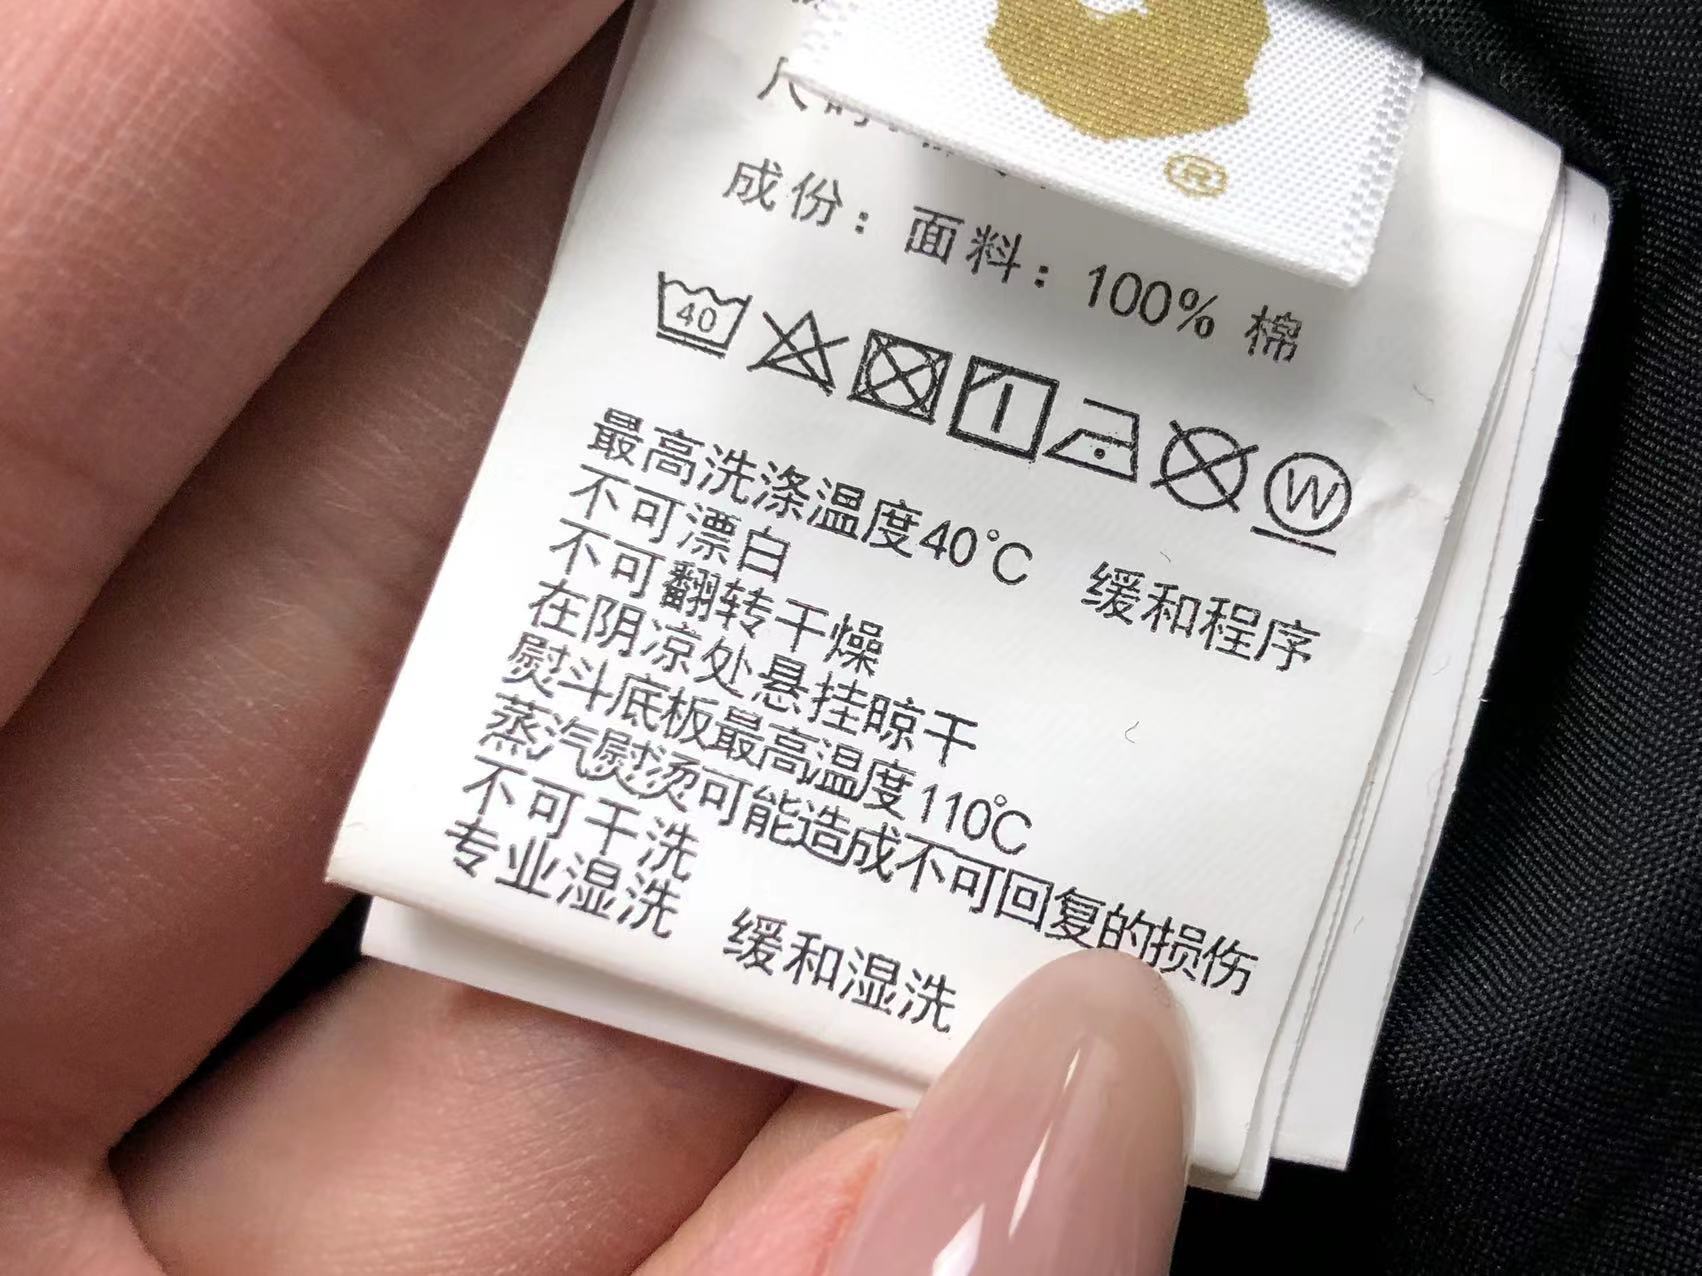 ®
成份：面料：100% 棉
40
W
最高洗涤温度40℃ 缓和程序
不可漂白
不可翻转干燥
在阴凉处悬挂晾干
熨斗底板最高温度110℃
蒸汽熨烫可能造成不可回复的损伤
不可干洗
专业湿洗 缓和湿洗